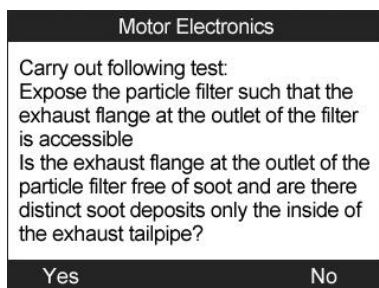 Motor Electronics
Carry out following test:
Expose the particle filter such that the
exhaust flange at the outlet of the filter
is accessible
Is the exhaust flange at the outlet of the
particle filter free of soot and are there
distinct soot deposits only the inside of
the exhaust tailpipe?
Yes No